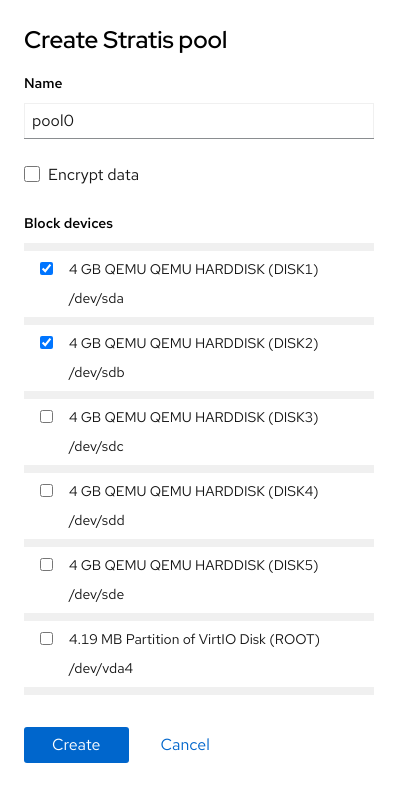 Create Stratis pool
Name
pool0
Encrypt data
Block devices
4 GB QEMU QEMU HARDDISK (DISK1)
/dev/sda
4 GB QEMU QEMU HARDDISK (DISK2)
/dev/sdb
4 GB QEMU QEMU HARDDISK (DISK3)
/dev/sdc
4 GB QEMU QEMU HARDDISK (DISK4)
/dev/sdd
4 GB QEMU QEMU HARDDISK (DISK5)
/dev/sde
4.19 MB Partition of VirtIO Disk (ROOT)
/dev/vda4
Create Cancel